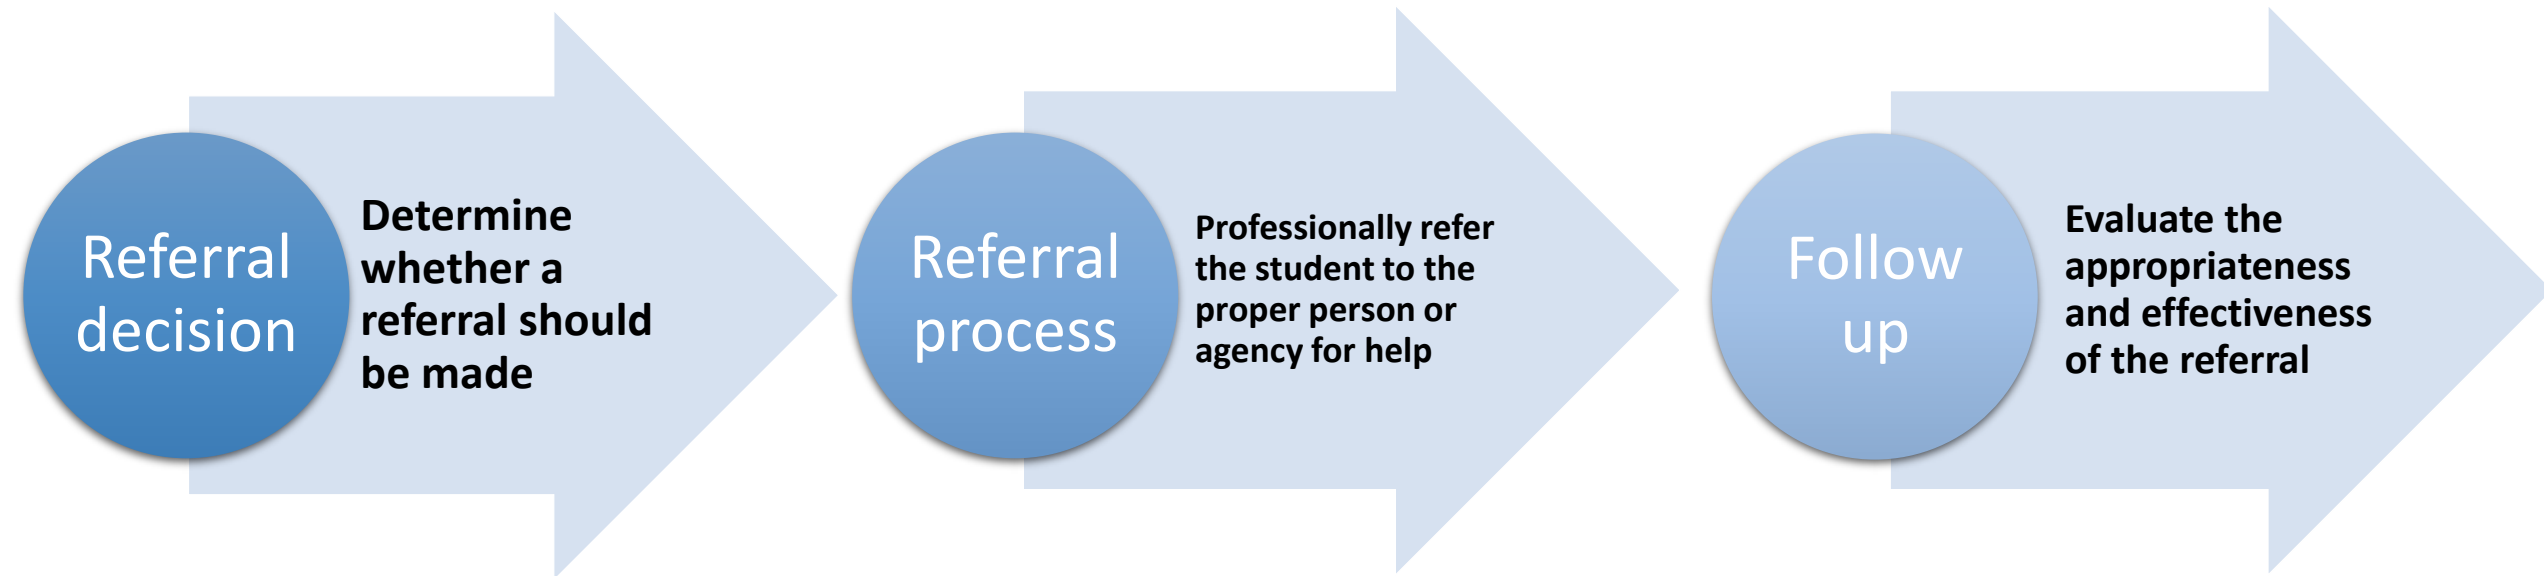 Referral
decision
Determine
whether a
referral should
be made
Referral
process
Professionally refer
the student to the
proper person or
agency for help
Follow
up
Evaluate the
appropriateness
and effectiveness
of the referral